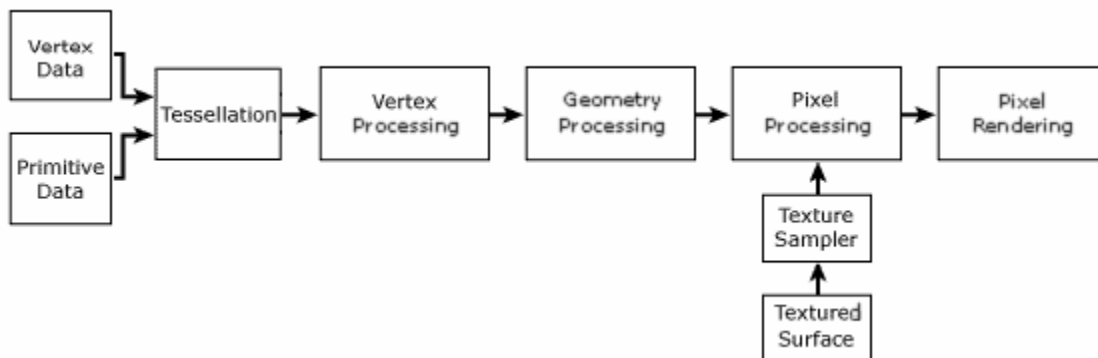 Vertex
Data
Primitive
Data
Tessellation
Vertex
Processing
Geometry
Processing
Pixel
Processing
Pixel
Rendering
Texture
Sampler
Textured
Surface